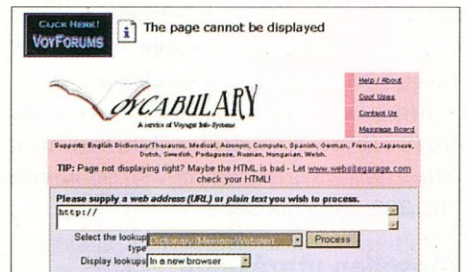 CLICK HERE!
VOYFORUMS
The page cannot be displayed
VOYCABULARY
A service of Voyager Info-Systems
Help / About
Cool Uses
Contact Us
Message Board
Supports: English Dictionary/Thesaurus, Medical, Acronym, Computer, Spanish, German, French, Japanese,
Dutch, Swedish, Portuguese, Russian, Hungarian, Welsh.
TIP: Page not displaying right? Maybe the HTML is bad - Let www.websitegarage.com
check your HTML!
Please supply a web address (URL) or plain text you wish to process.
http://
Select the lookup
type
Dictionary (Merriam-Webster)
Process
Display lookups
In a new browser